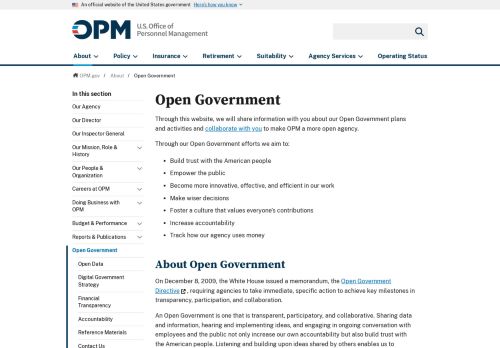 An official website of the United States government Here's how you know
OPM
U.S. Office of
Personnel Management
About Policy Insurance Retirement Suitability Agency Services Operating Status
OPM.gov / About / Open Government
In this section
Our Agency
Our Director
Our Inspector General
Our Mission, Role &
History
Our People &
Organization
Careers at OPM
Doing Business with
OPM
Budget & Performance
Reports & Publications
Open Government
Open Data
Digital Government
Strategy
Financial
Transparency
Accountability
Reference Materials
Contact Us
Open Government
Through this website, we will share information with you about our Open Government plans
and activities and collaborate with you to make OPM a more open agency.
Through our Open Government efforts we aim to:
Build trust with the American people
Empower the public
Become more innovative, effective, and efficient in our work
Make wiser decisions
Foster a culture that values everyone's contributions
Increase accountability
Track how our agency uses money
About Open Government
On December 8, 2009, the White House issued a memorandum, the Open Government
Directive , requiring agencies to take immediate, specific action to achieve key milestones in
transparency, participation, and collaboration.
An Open Government is one that is transparent, participatory, and collaborative. Sharing data
and information, hearing and implementing ideas, and engaging in ongoing conversation with
employees and the public not only increase our own accountability but also build trust with
the American people. Listening and building upon ideas shared by others enables us to